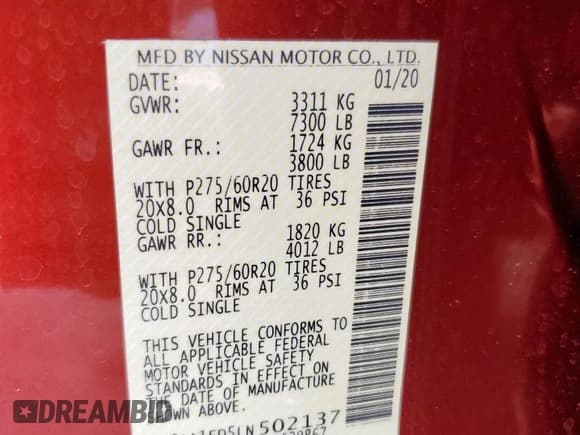 MFD BY NISSAN MOTOR CO., LTD.
DATE: 01/20
GVWR: 3311 KG
7300 LB
GAWR FR.: 1724 KG
3800 LB
WITH P275/60R20 TIRES
20X8.0 RIMS AT 36 PSI
COLD SINGLE
GAWR RR.: 1820 KG
4012 LB
WITH P275/60R20 TIRES
20X8.0 RIMS AT 36 PSI
COLD SINGLE
THIS VEHICLE CONFORMS TO
ALL APPLICABLE FEDERAL
MOTOR VEHICLE SAFETY
STANDARDS IN EFFECT ON
THE DATE OF MANUFACTURE
SHOWN ABOVE.
1ED5LN502137
DREAMBID